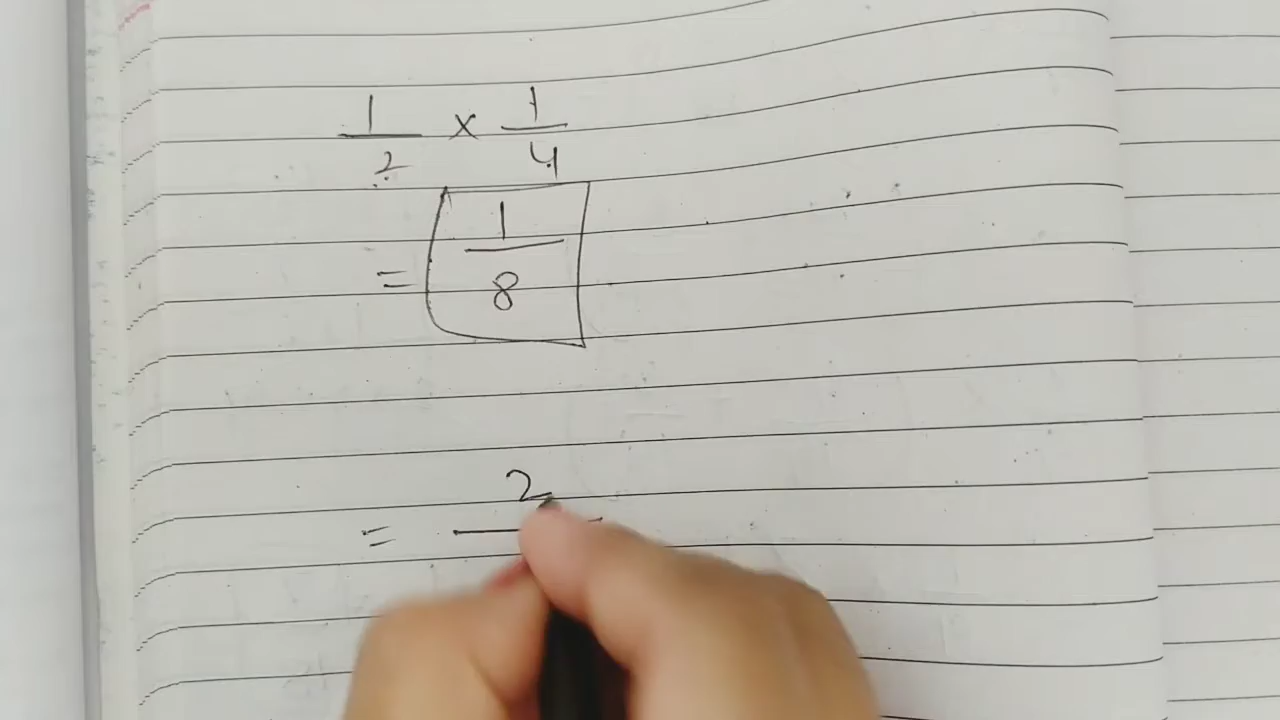 1/2 × 1/4
= 1/8
= 2/